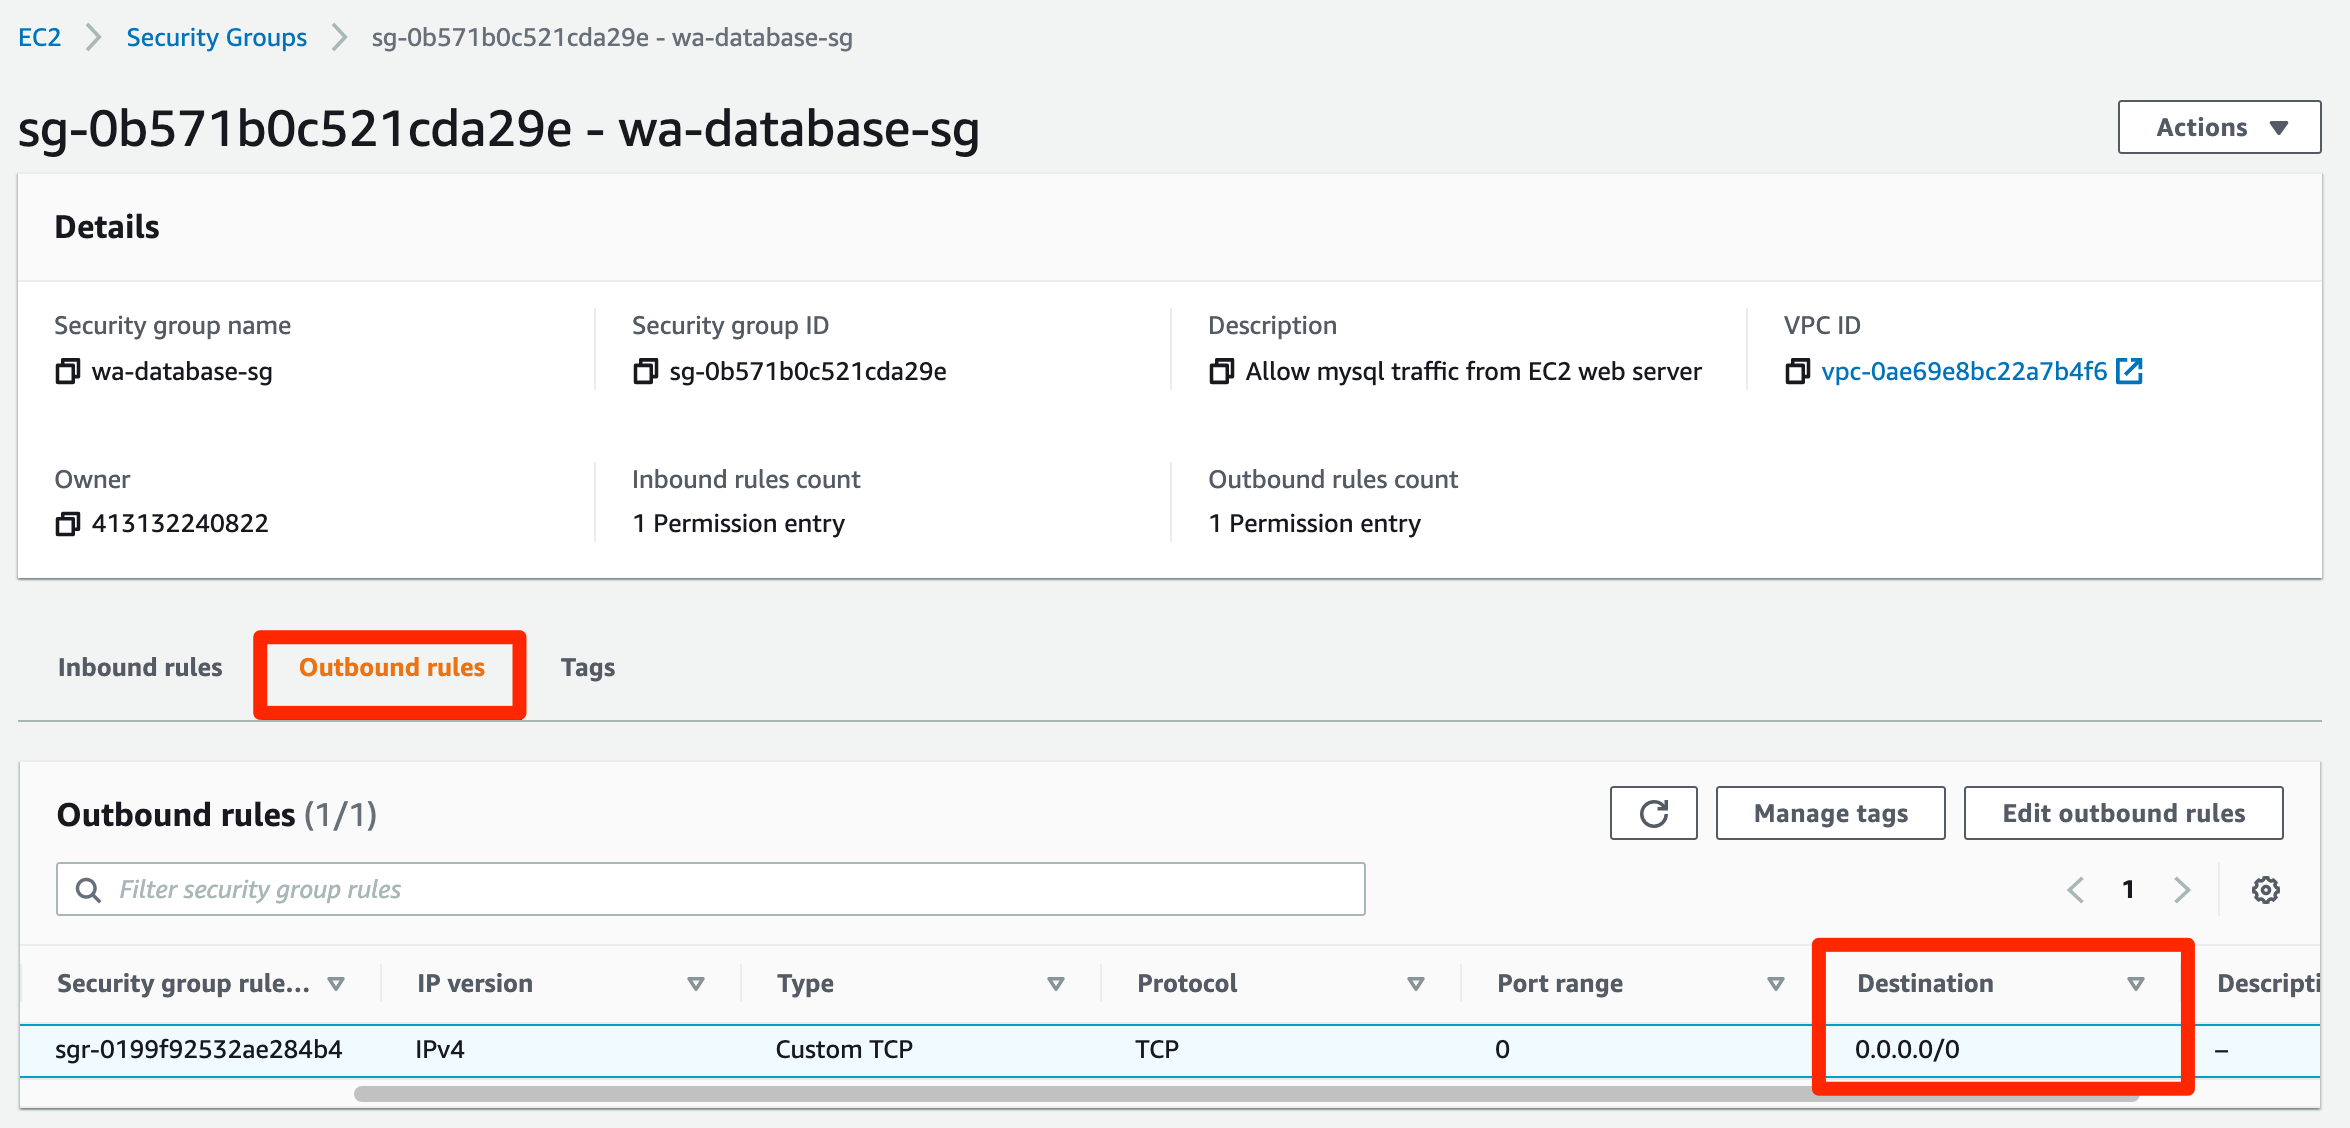 EC2 Security Groups sg-0b571b0c521cda29e - wa-database-sg
sg-0b571b0c521cda29e - wa-database-sg
Actions
Details
Security group name Security group ID Description VPC ID
wa-database-sg sg-0b571b0c521cda29e Allow mysql traffic from EC2 web server vpc-0ae69e8bc22a7b4f6
Owner Inbound rules count Outbound rules count
413132240822 1 Permission entry 1 Permission entry
Inbound rules Outbound rules Tags
Outbound rules (1/1) Manage tags Edit outbound rules
Filter security group rules 1
Security group rule... IP version Type Protocol Port range Destination Descripti
sgr-0199f92532ae284b4 IPv4 Custom TCP TCP 0 0.0.0.0/0 –